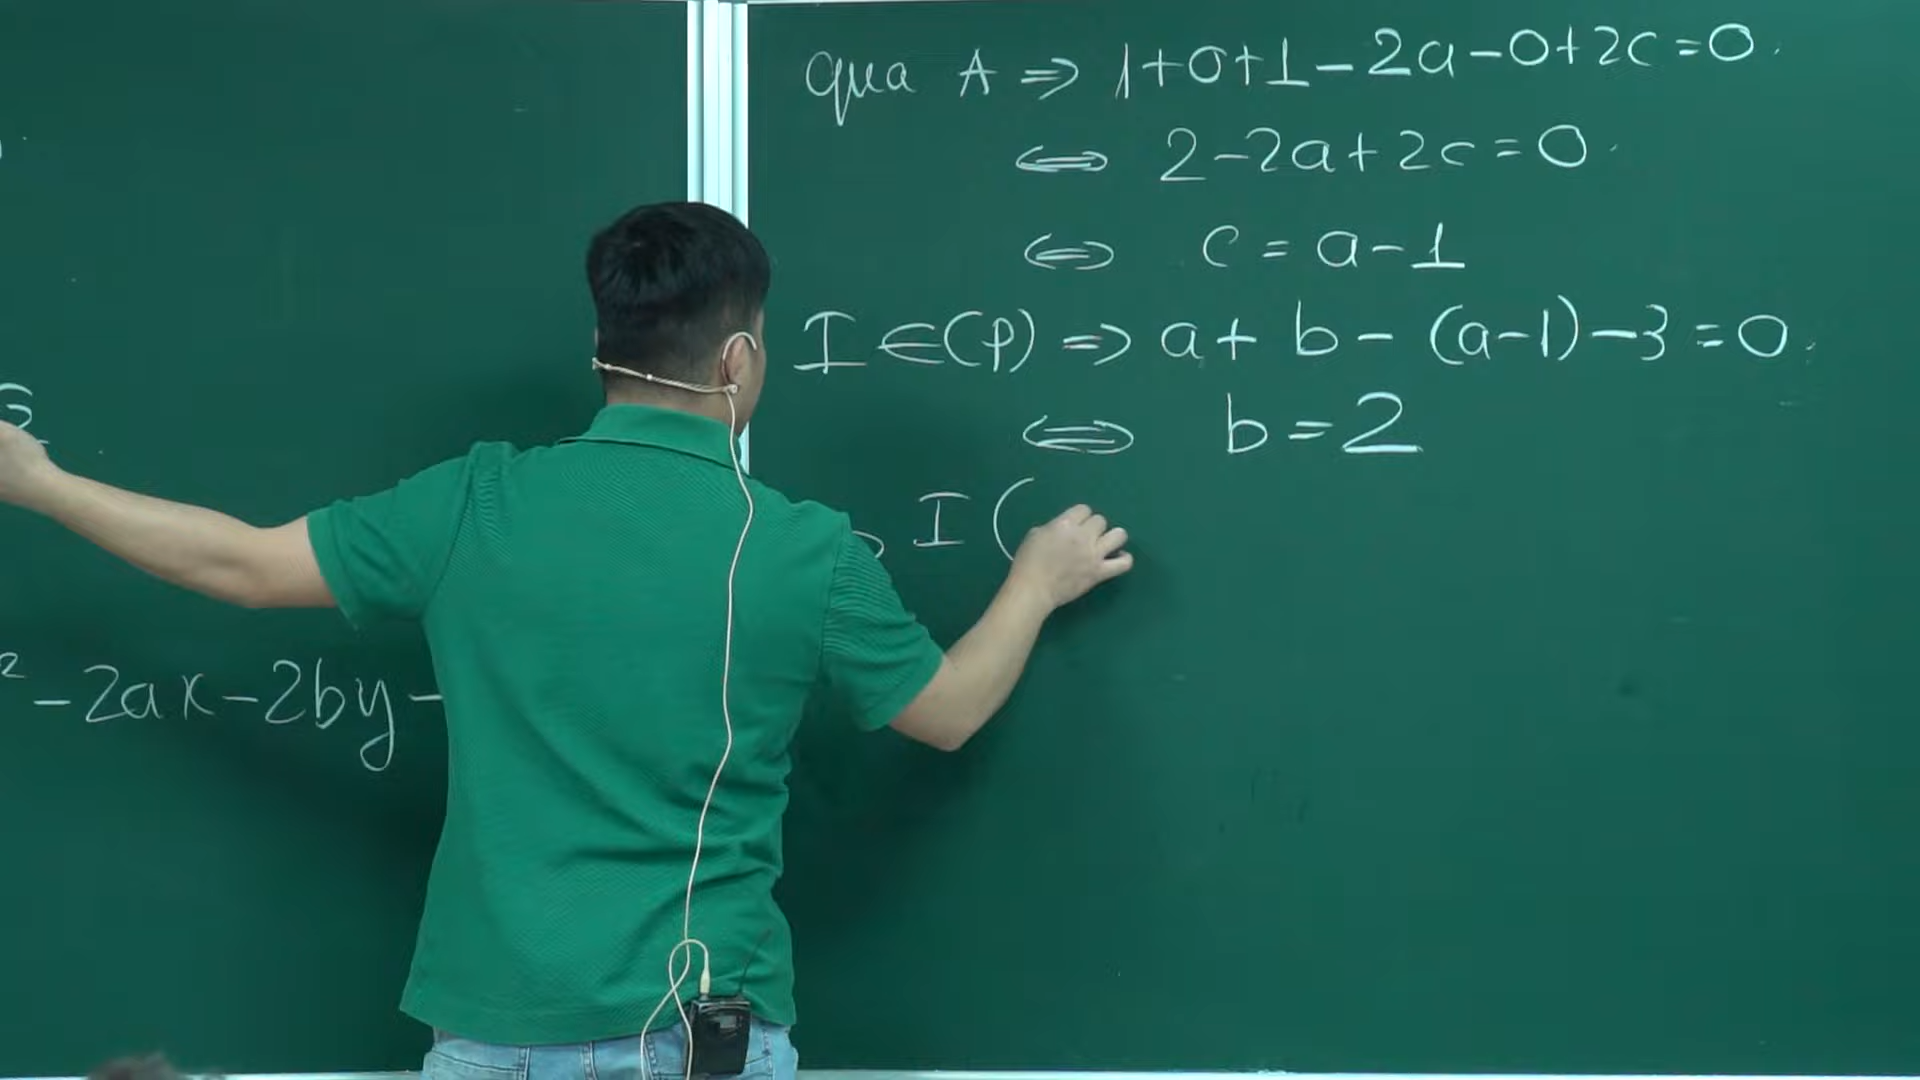 ² - 2ax - 2by -
qua A => 1+0+1-2a-0+2c=0.
<=> 2-2a+2c=0.
<=> c = a-1
I ∈ (P) => a + b - (a-1) - 3 = 0.
<=> b = 2
I (